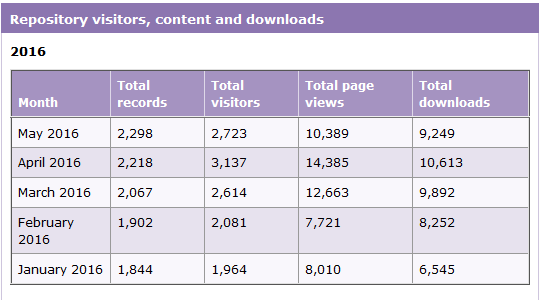 Repository visitors, content and downloads
2016
Month Total records Total visitors Total page views Total downloads
May 2016 2,298 2,723 10,389 9,249
April 2016 2,218 3,137 14,385 10,613
March 2016 2,067 2,614 12,663 9,892
February 2016 1,902 2,081 7,721 8,252
January 2016 1,844 1,964 8,010 6,545